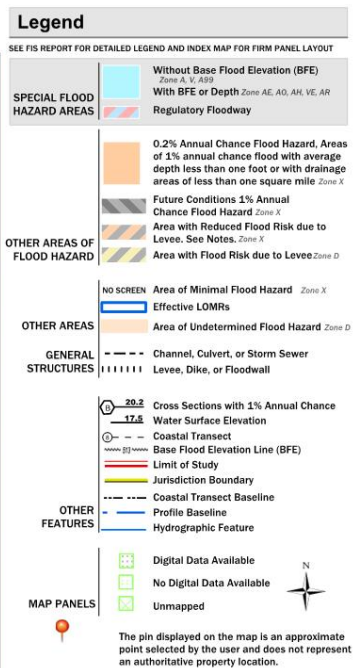 Legend
SEE FIS REPORT FOR DETAILED LEGEND AND INDEX MAP FOR FIRM PANEL LAYOUT
SPECIAL FLOOD
HAZARD AREAS
Without Base Flood Elevation (BFE)
Zone A, V, A99
With BFE or Depth Zone AE, AO, AH, VE, AR
Regulatory Floodway
OTHER AREAS OF
FLOOD HAZARD
0.2% Annual Chance Flood Hazard, Areas
of 1% annual chance flood with average
depth less than one foot or with drainage
areas of less than one square mile Zone X
Future Conditions 1% Annual
Chance Flood Hazard Zone X
Area with Reduced Flood Risk due to
Levee. See Notes. Zone X
Area with Flood Risk due to Levee Zone D
OTHER AREAS
NO SCREEN Area of Minimal Flood Hazard Zone X
Effective LOMRs
Area of Undetermined Flood Hazard Zone D
GENERAL
STRUCTURES
Channel, Culvert, or Storm Sewer
Levee, Dike, or Floodwall
OTHER
FEATURES
B 20.2 Cross Sections with 1% Annual Chance
17.5 Water Surface Elevation
8 Coastal Transect
Base Flood Elevation Line (BFE)
Limit of Study
Jurisdiction Boundary
Coastal Transect Baseline
Profile Baseline
Hydrographic Feature
MAP PANELS
Digital Data Available
No Digital Data Available
Unmapped
N
The pin displayed on the map is an approximate
point selected by the user and does not represent
an authoritative property location.